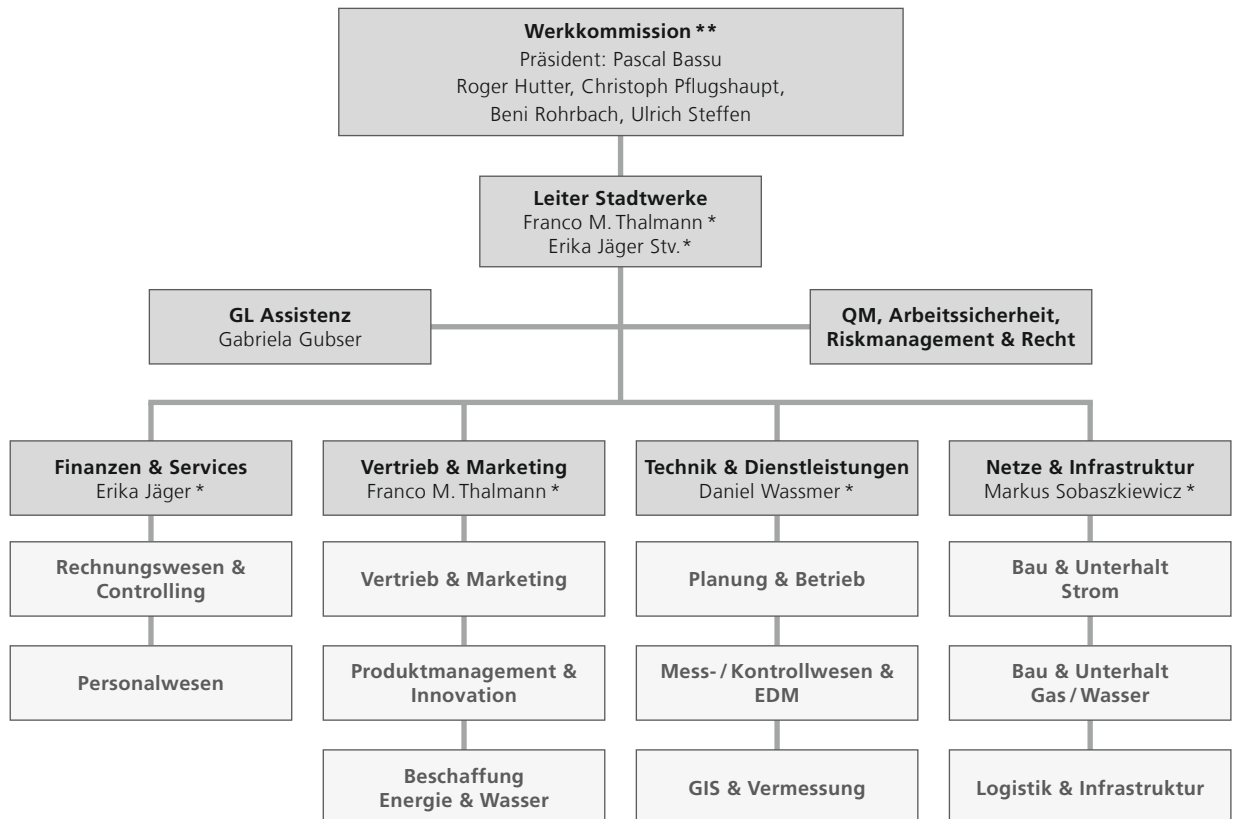 Werkkommission **
Präsident: Pascal Bassu
Roger Hutter, Christoph Pflugshaupt,
Beni Rohrbach, Ulrich Steffen
Leiter Stadtwerke
Franco M. Thalmann *
Erika Jäger Stv. *
GL Assistenz
Gabriela Gubser
QM, Arbeitssicherheit,
Riskmanagement & Recht
Finanzen & Services
Erika Jäger *
Rechnungswesen &
Controlling
Personalwesen
Vertrieb & Marketing
Franco M. Thalmann *
Vertrieb & Marketing
Produktmanagement &
Innovation
Beschaffung
Energie & Wasser
Technik & Dienstleistungen
Daniel Wassmer *
Planung & Betrieb
Mess- / Kontrollwesen &
EDM
GIS & Vermessung
Netze & Infrastruktur
Markus Sobaszkiewicz *
Bau & Unterhalt
Strom
Bau & Unterhalt
Gas / Wasser
Logistik & Infrastruktur